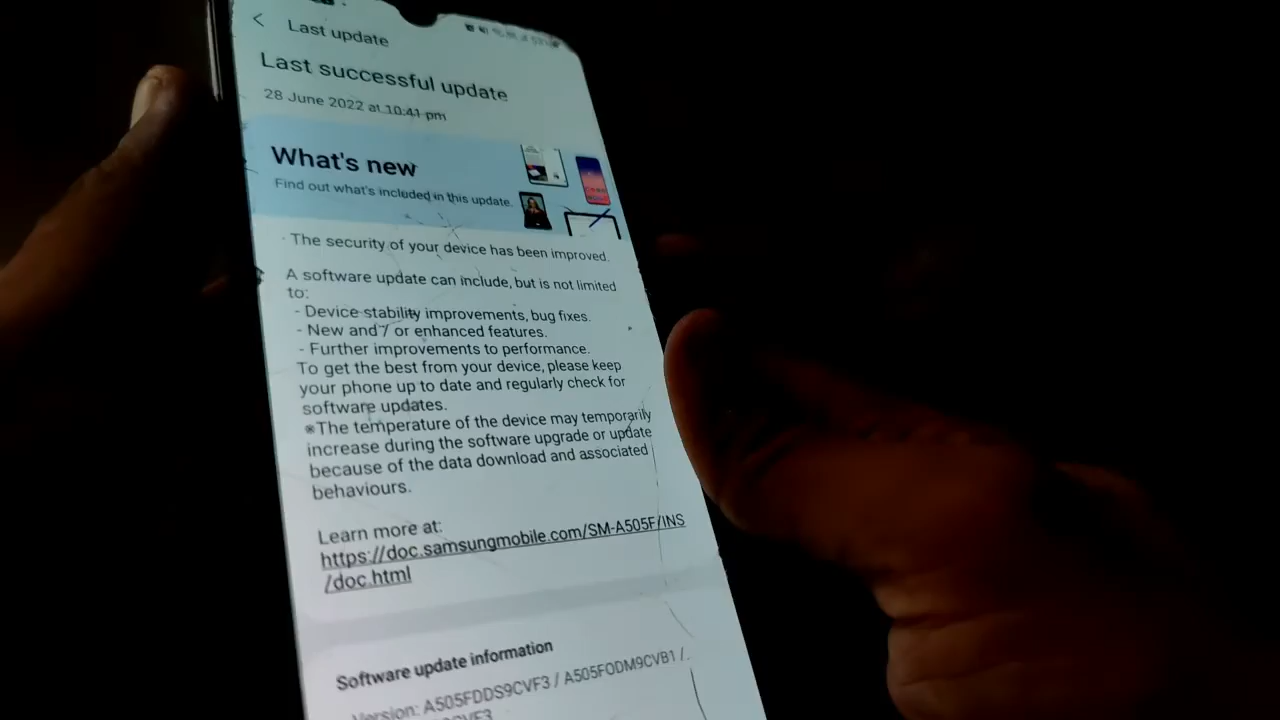 Last update
Last successful update
28 June 2022 at 10:41 pm
What's new
Find out what's included in this update.
· The security of your device has been improved.
A software update can include, but is not limited
to:
- Device stability improvements, bug fixes.
- New and / or enhanced features.
- Further improvements to performance.
To get the best from your device, please keep
your phone up to date and regularly check for
software updates.
※The temperature of the device may temporarily
increase during the software upgrade or update
because of the data download and associated
behaviours.
Learn more at:
https://doc.samsungmobile.com/SM-A505F/INS
/doc.html
Software update information
Version: A505FDDS9CVF3 / A505FODM9CVB1 /